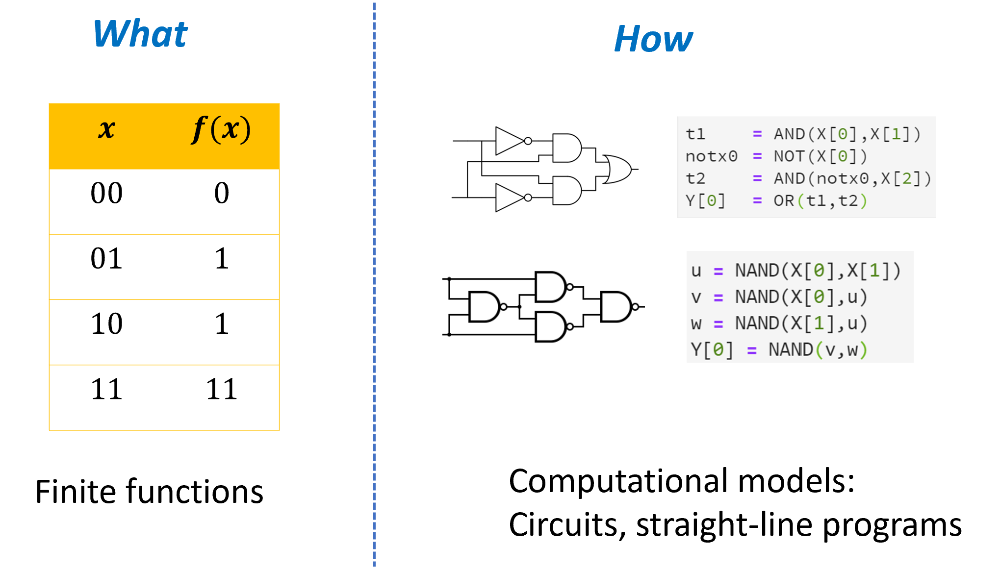 What
x f(x)
00 0
01 1
10 1
11 11
Finite functions
How
t1 = AND(X[0],X[1])
notx0 = NOT(X[0])
t2 = AND(notx0,X[2])
Y[0] = OR(t1,t2)
u = NAND(X[0],X[1])
v = NAND(X[0],u)
w = NAND(X[1],u)
Y[0] = NAND(v,w)
Computational models:
Circuits, straight-line programs